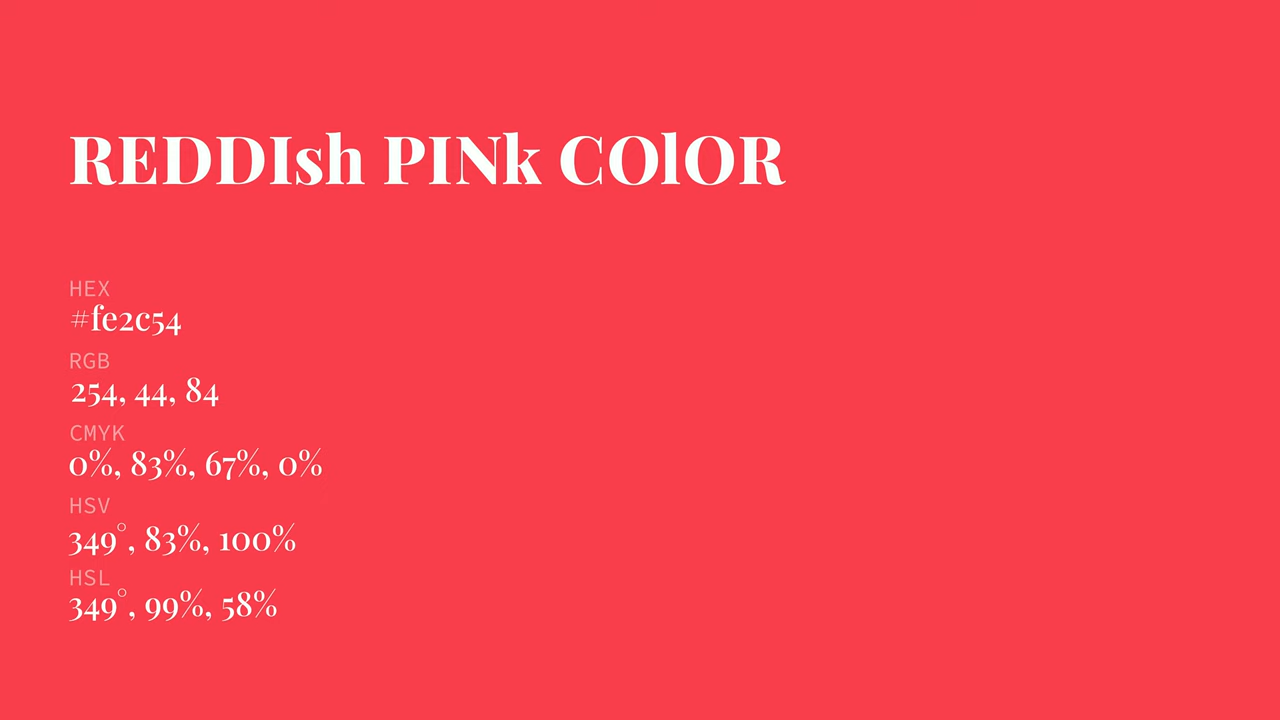 REDDIsh PINk COlOR
HEX
#fe2c54
RGB
254, 44, 84
CMYK
0%, 83%, 67%, 0%
HSV
349°, 83%, 100%
HSL
349°, 99%, 58%